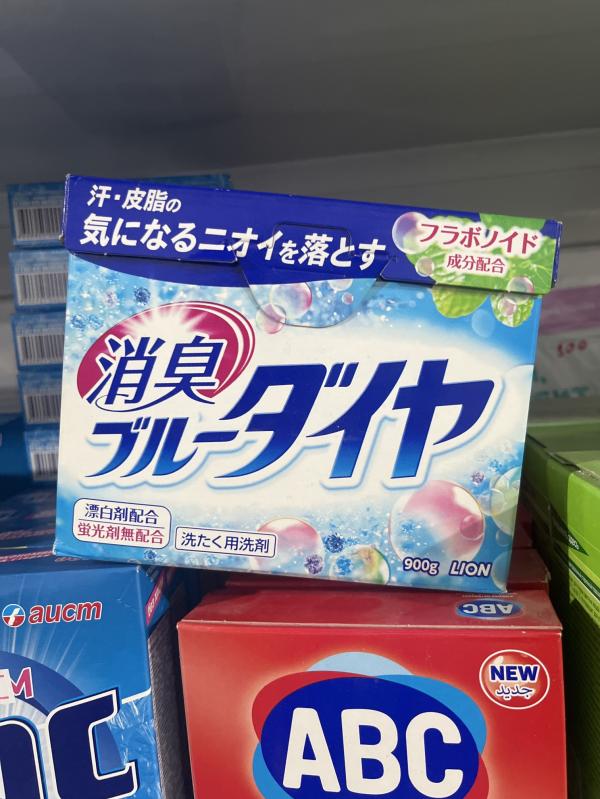 汗・皮脂の
気になるニオイを落とす
フラボノイド
成分配合
消臭
ブルーダイヤ
漂白剤配合
蛍光剤無配合
洗たく用洗剤
900g LION
aucm
ABC
NEW
جديد
ABC
100